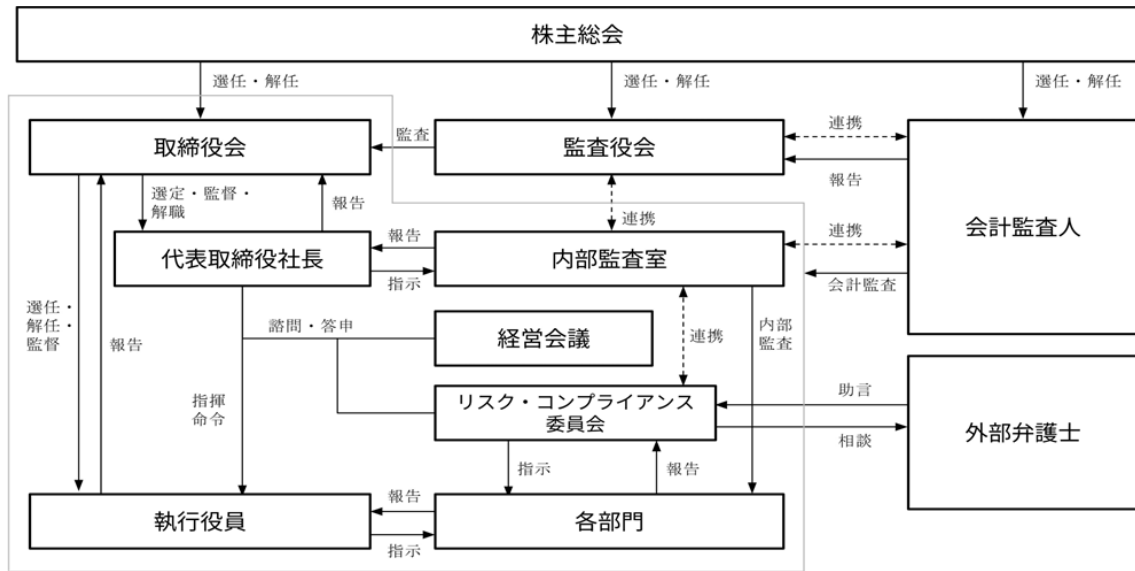 株主総会
選任・解任
選任・解任
選任・解任
取締役会
監査
監査役会
連携
報告
会計監査人
選定・監督・
解職
報告
連携
代表取締役社長
報告
指示
内部監査室
連携
会計監査
選任・
解任・
監督
報告
諮問・答申
経営会議
連携
内部
監査
指揮
命令
リスク・コンプライアンス
委員会
助言
相談
外部弁護士
指示
報告
執行役員
報告
指示
各部門